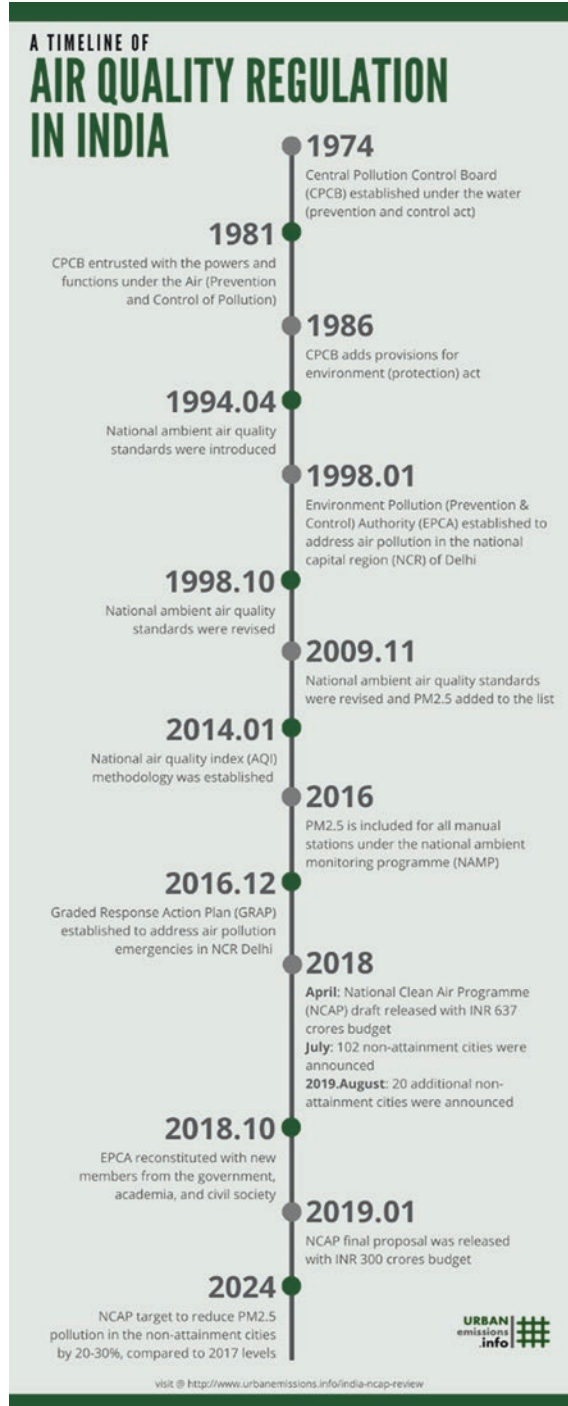 A TIMELINE OF
AIR QUALITY REGULATION
IN INDIA
1974
Central Pollution Control Board
(CPCB) established under the water
(prevention and control act)
1981
CPCB entrusted with the powers and
functions under the Air (Prevention
and Control of Pollution)
1986
CPCB adds provisions for
environment (protection) act
1994.04
National ambient air quality
standards were introduced
1998.01
Environment Pollution (Prevention &
Control) Authority (EPCA) established to
address air pollution in the national
capital region (NCR) of Delhi
1998.10
National ambient air quality
standards were revised
2009.11
National ambient air quality standards
were revised and PM2.5 added to the list
2014.01
National air quality index (AQI)
methodology was established
2016
PM2.5 is included for all manual
stations under the national ambient
monitoring programme (NAMP)
2016.12
Graded Response Action Plan (GRAP)
established to address air pollution
emergencies in NCR Delhi
2018
April: National Clean Air Programme
(NCAP) draft released with INR 637
crores budget
July: 102 non-attainment cities were
announced
2019.August: 20 additional non-
attainment cities were announced
2018.10
EPCA reconstituted with new
members from the government,
academia, and civil society
2019.01
NCAP final proposal was released
with INR 300 crores budget
2024
NCAP target to reduce PM2.5
pollution in the non-attainment cities
by 20-30%, compared to 2017 levels
URBAN
emissions
.info
visit @ http://www.urbanemissions.info/india-ncap-review